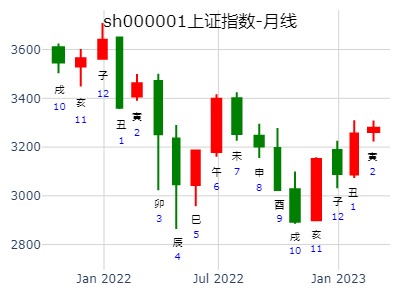 sh000001上证指数-月线
3600
3400
3200
3000
2800
戌
10
亥
11
子
12
丑
1
寅
2
卯
3
辰
4
巳
5
午
6
未
7
申
8
酉
9
戌
10
亥
11
子
12
丑
1
寅
2
Jan 2022
Jul 2022
Jan 2023